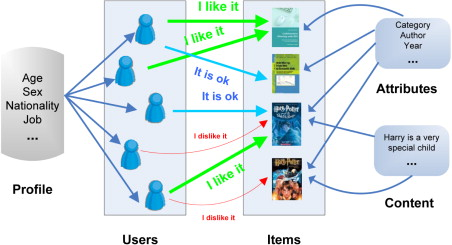 I like it
I like it
It is ok
It is ok
I dislike it
I like it
I dislike it
Age
Sex
Nationality
Job
...
Profile
Users
Items
Category
Author
Year
...
Attributes
Harry is a very
special child
...
Content